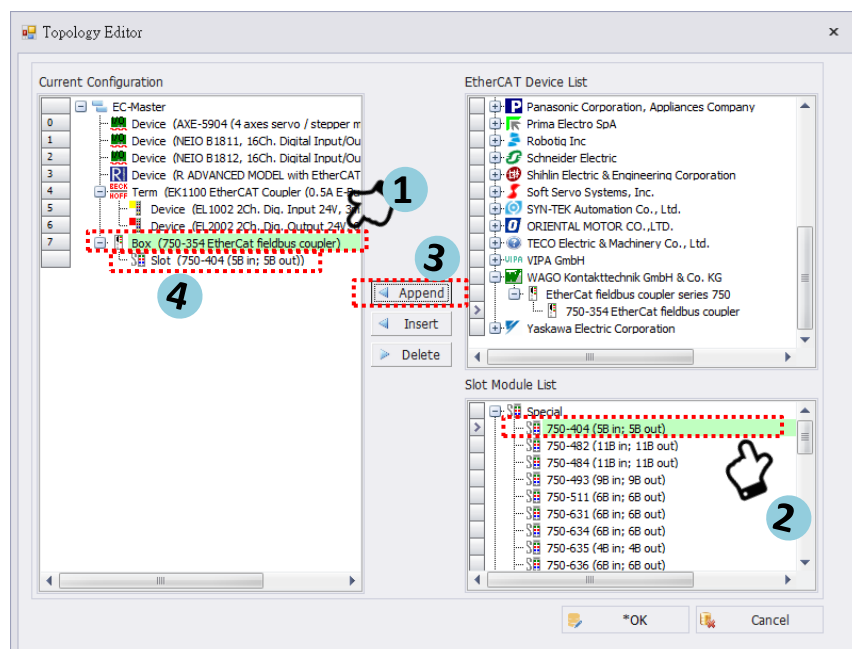 Topology Editor
Current Configuration
EC-Master
0 Device (AXE-5904 (4 axes servo / stepper m
1 Device (NEIO B1811, 16Ch. Digital Input/Ou
2 Device (NEIO B1812, 16Ch. Digital Input/Ou
3 Device (R ADVANCED MODEL with EtherCAT
4 BECK HOFF Term (EK1100 EtherCAT Coupler (0.5A E-Bu
5 Device (EL1002 2Ch. Dig. Input 24V, 3m
6 Device (EL2002 2Ch. Dig. Output 24V
7 Box (750-354 EtherCat fieldbus coupler)
Slot (750-404 (5B in; 5B out))
1
3
4
Append
Insert
Delete
EtherCAT Device List
Panasonic Corporation, Appliances Company
Prima Electro SpA
Robotiq Inc
Schneider Electric
Shihlin Electric & Engineering Corporation
Soft Servo Systems, Inc.
SYN-TEK Automation Co., Ltd.
ORIENTAL MOTOR CO.,LTD.
TECO Electric & Machinery Co., Ltd.
VIPA VIPA GmbH
WAGO Kontakttechnik GmbH & Co. KG
EtherCat fieldbus coupler series 750
750-354 EtherCat fieldbus coupler
Yaskawa Electric Corporation
Slot Module List
Special
750-404 (5B in; 5B out)
750-482 (11B in; 11B out)
750-484 (11B in; 11B out)
750-493 (9B in; 9B out)
750-511 (6B in; 6B out)
750-631 (6B in; 6B out)
750-634 (6B in; 6B out)
750-635 (4B in; 4B out)
750-636 (6B in; 6B out)
2
*OK
Cancel